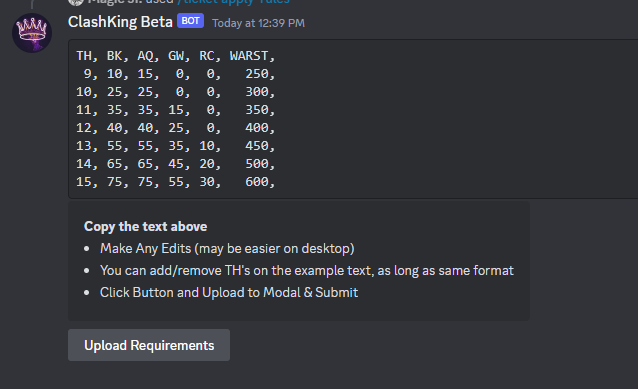 Magic Jr. used /ticket apply-rules
ClashKing Beta BOT Today at 12:39 PM
TH, BK, AQ, GW, RC, WARST,
9, 10, 15, 0, 0, 250,
10, 25, 25, 0, 0, 300,
11, 35, 35, 15, 0, 350,
12, 40, 40, 25, 0, 400,
13, 55, 55, 35, 10, 450,
14, 65, 65, 45, 20, 500,
15, 75, 75, 55, 30, 600,
Copy the text above
• Make Any Edits (may be easier on desktop)
• You can add/remove TH's on the example text, as long as same format
• Click Button and Upload to Modal & Submit
Upload Requirements